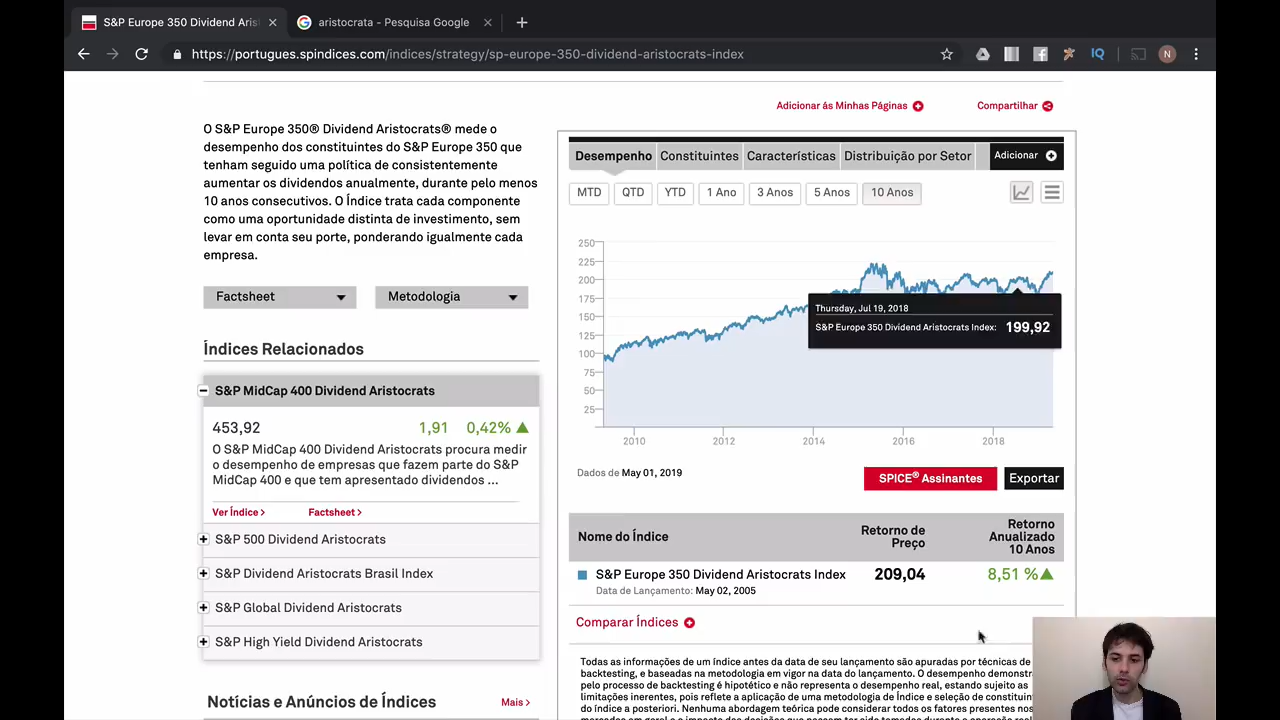 S&P Europe 350 Dividend Aris
aristocrata - Pesquisa Google
https://portugues.spindices.com/indices/strategy/sp-europe-350-dividend-aristocrats-index
IQ
N
Adicionar ás Minhas Páginas
Compartilhar
O S&P Europe 350® Dividend Aristocrats® mede o
desempenho dos constituintes do S&P Europe 350 que
tenham seguido uma política de consistentemente
aumentar os dividendos anualmente, durante pelo menos
10 anos consecutivos. O Índice trata cada componente
como uma oportunidade distinta de investimento, sem
levar em conta seu porte, ponderando igualmente cada
empresa.
Factsheet
Metodologia
Índices Relacionados
S&P MidCap 400 Dividend Aristocrats
453,92 1,91 0,42%
O S&P MidCap 400 Dividend Aristocrats procura medir
o desempenho de empresas que fazem parte do S&P
MidCap 400 e que tem apresentado dividendos ...
Ver Índice
Factsheet
S&P 500 Dividend Aristocrats
S&P Dividend Aristocrats Brasil Index
S&P Global Dividend Aristocrats
S&P High Yield Dividend Aristocrats
Notícias e Anúncios de Índices
Mais
Desempenho Constituintes Características Distribuição por Setor Adicionar
MTD QTD YTD 1 Ano 3 Anos 5 Anos 10 Anos
250
225
200
175
150
125
100
75
50
25
2010 2012 2014 2016 2018
Thursday, Jul 19, 2018
S&P Europe 350 Dividend Aristocrats Index: 199,92
Dados de May 01, 2019
SPICE® Assinantes
Exportar
Nome do Índice
Retorno de
Preço
Retorno
Anualizado
10 Anos
S&P Europe 350 Dividend Aristocrats Index 209,04 8,51 %
Data de Lançamento: May 02, 2005
Comparar Índices
Todas as informações de um índice antes da data de seu lançamento são apuradas por técnicas de
backtesting, e baseadas na metodologia em vigor na data do lançamento. O desempenho demonstr
pelo processo de backtesting é hipotético e não representa o desempenho real, estando sujeito as
limitações inerentes, pois reflete a aplicação de uma metodologia de Índice e seleção de constituin
do índice a posteriori. Nenhuma abordagem teórica pode considerar todos os fatores presentes nos